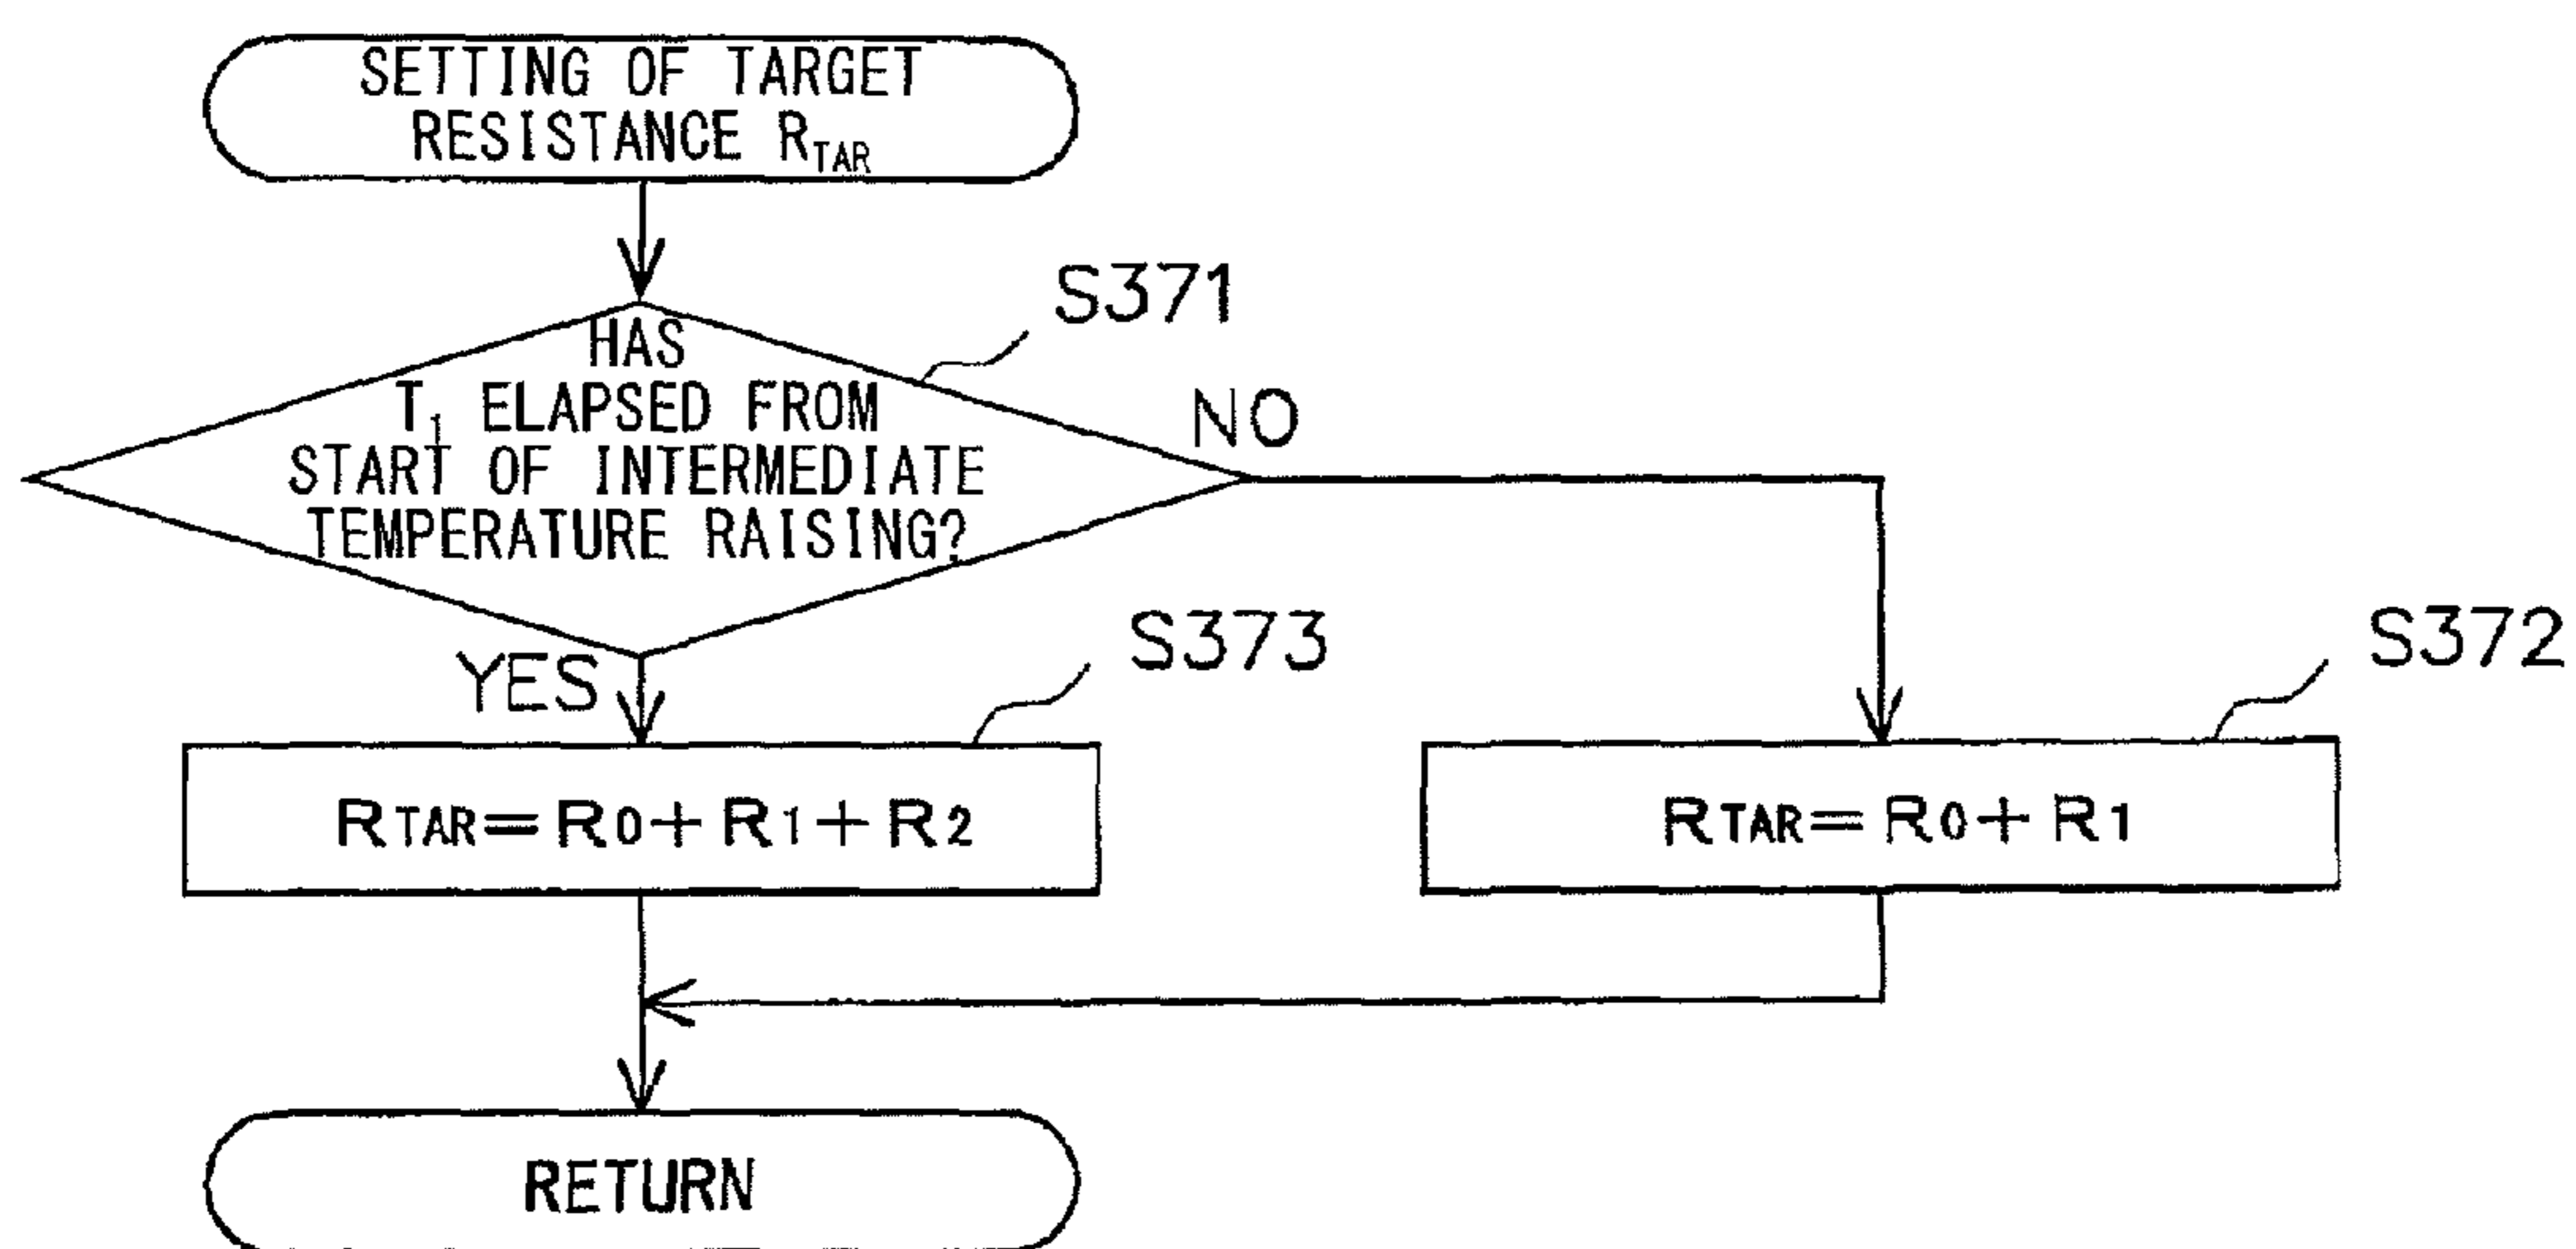 SETTING OF TARGET
RESISTANCE R_TAR
S371
HAS
T₁ ELAPSED FROM
START OF INTERMEDIATE
TEMPERATURE RAISING?
NO
YES
S373
S372
RTAR=R0+R1+R2
RTAR=R0+R1
RETURN